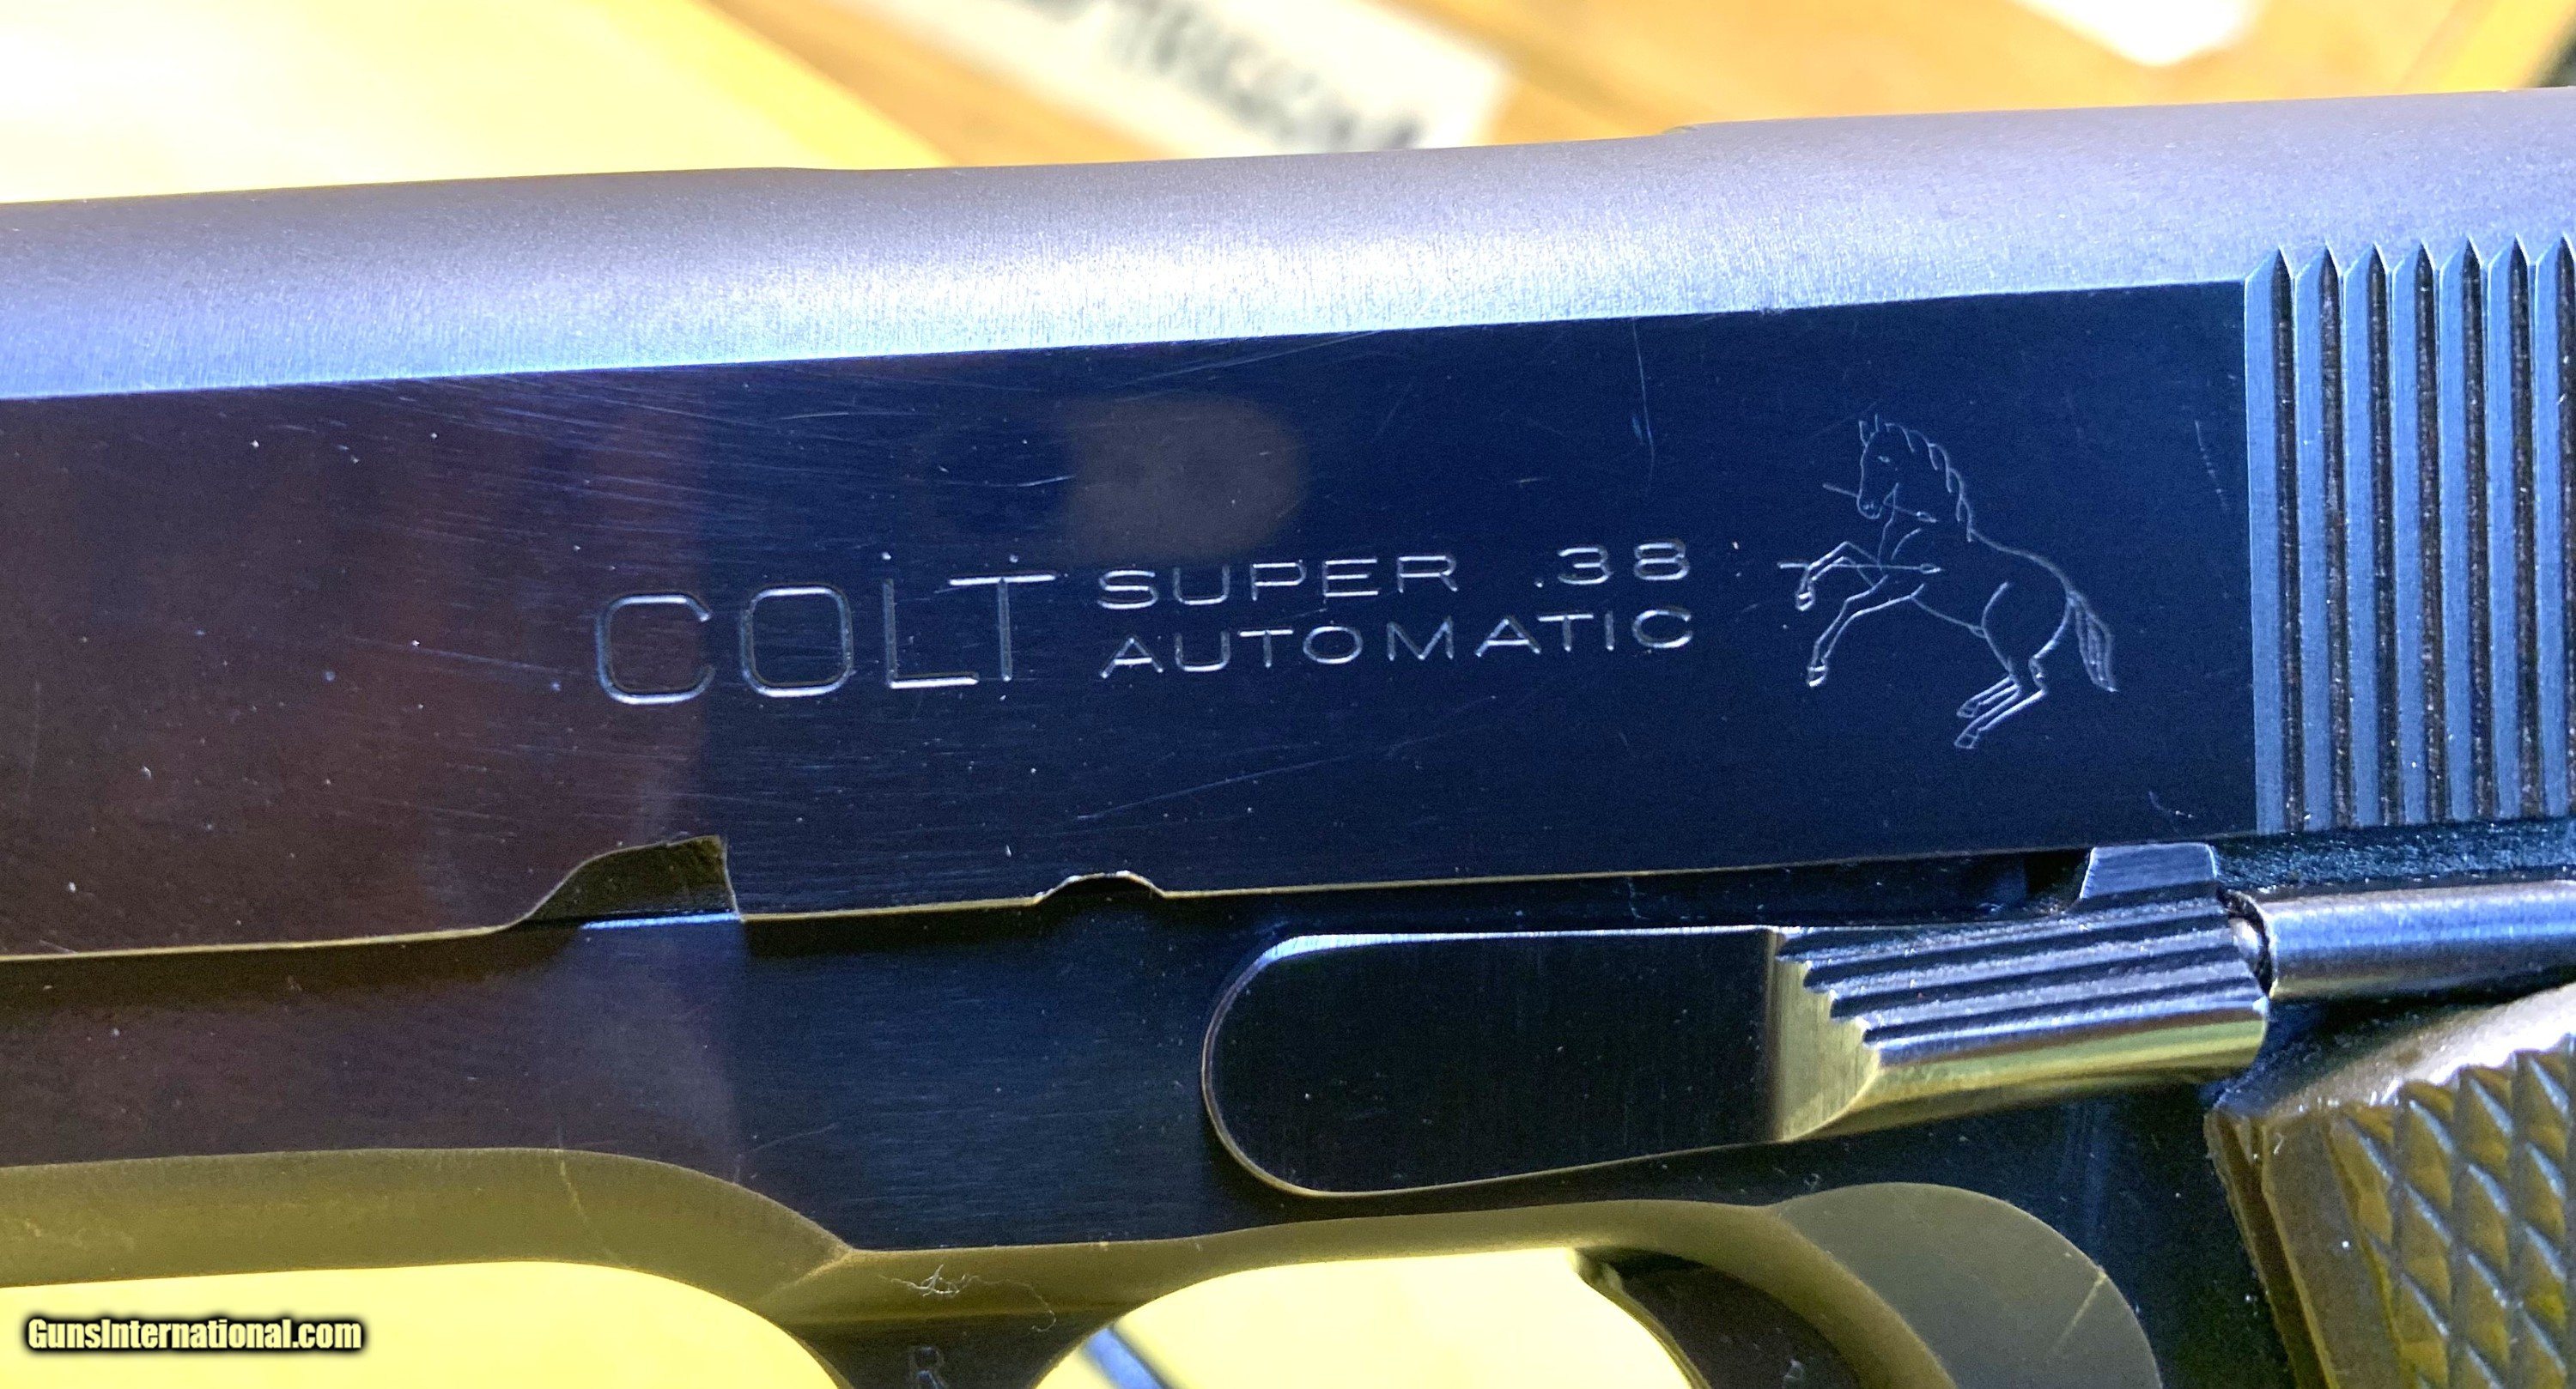 COLT SUPER .38
AUTOMATIC
R
GunsInternational.com